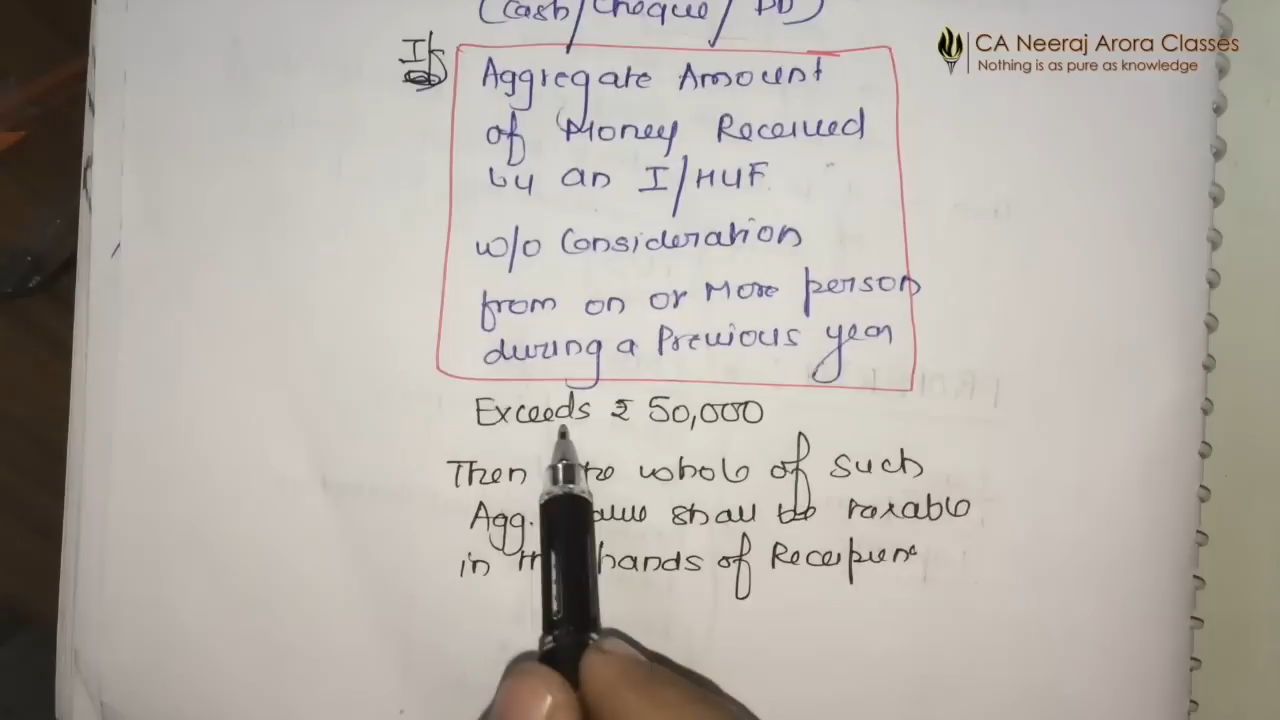 (Cash/Cheque/DD)
CA Neeraj Arora Classes
Nothing is as pure as knowledge
If
Aggregate Amount
of Money Received
by an I/HUF
w/o Consideration
from on or More person
during a Previous year
Exceeds ₹ 50,000
Then the whole of such
Agg. shall be taxable
in hands of